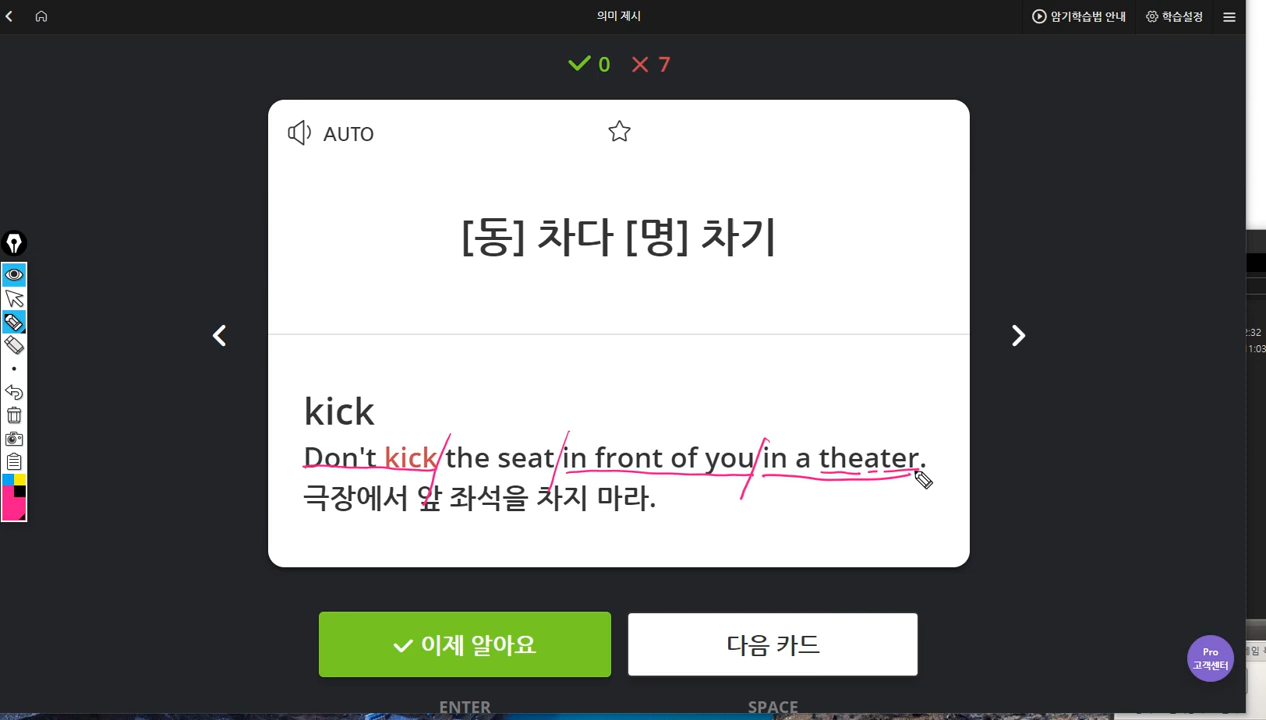 의미 제시
암기학습법 안내
학습설정
0
7
AUTO
[동] 차다 [명] 차기
kick
Don't kick the seat in front of you in a theater.
극장에서 앞 좌석을 차지 마라.
이제 알아요
다음 카드
ENTER
SPACE
Pro
고객센터